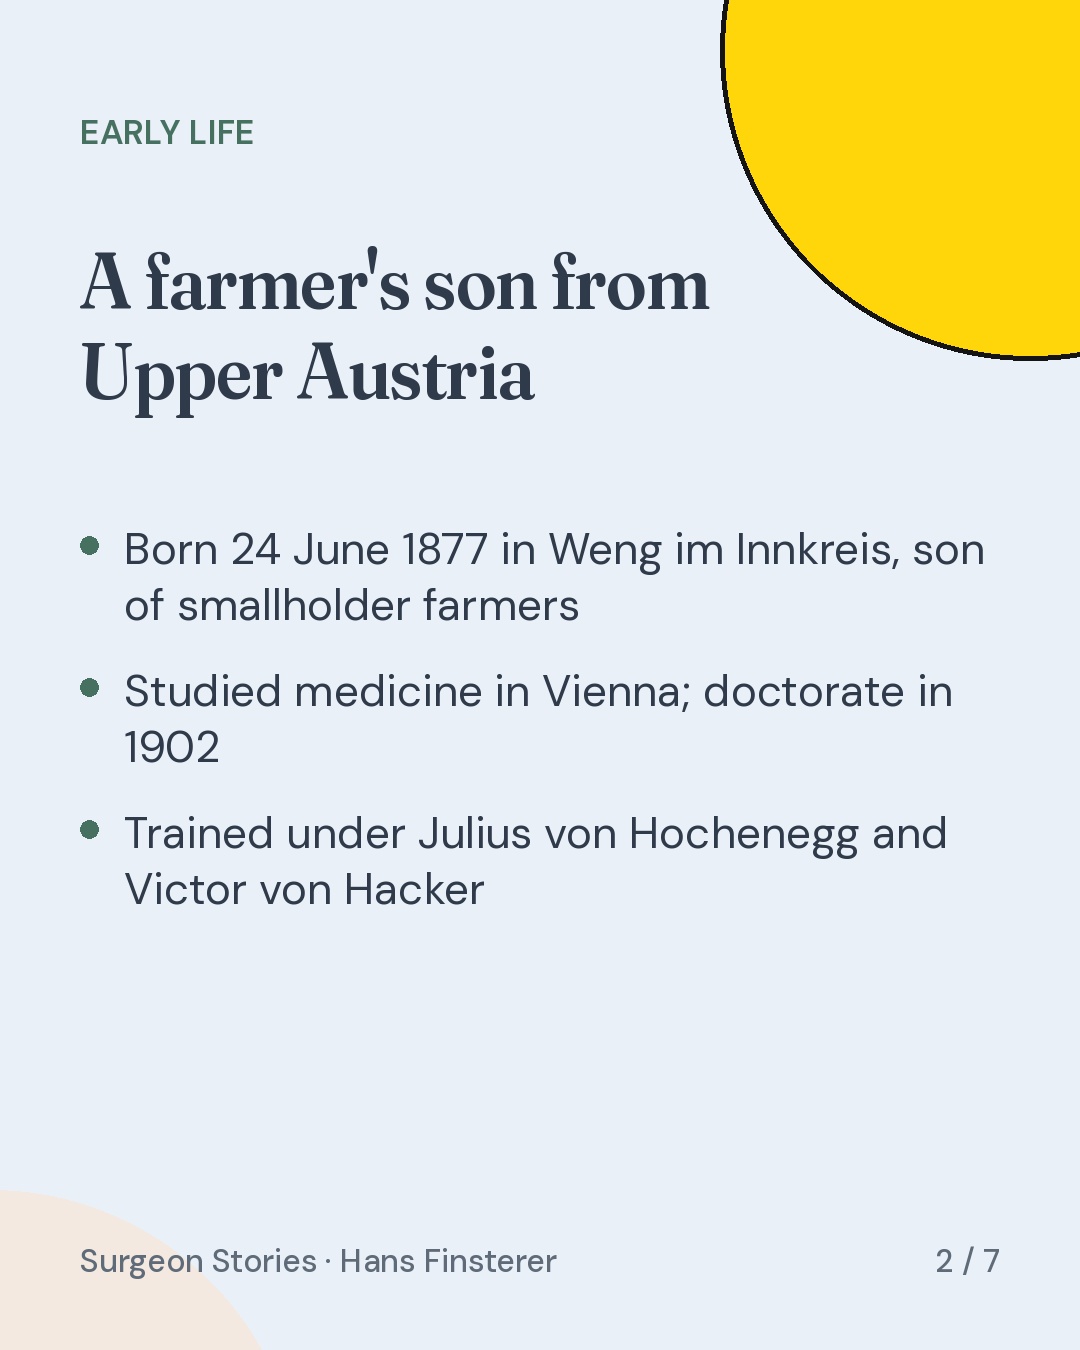 EARLY LIFE
A farmer's son from
Upper Austria
Born 24 June 1877 in Weng im Innkreis, son
of smallholder farmers
Studied medicine in Vienna; doctorate in
1902
Trained under Julius von Hochenegg and
Victor von Hacker
Surgeon Stories · Hans Finsterer
2 / 7